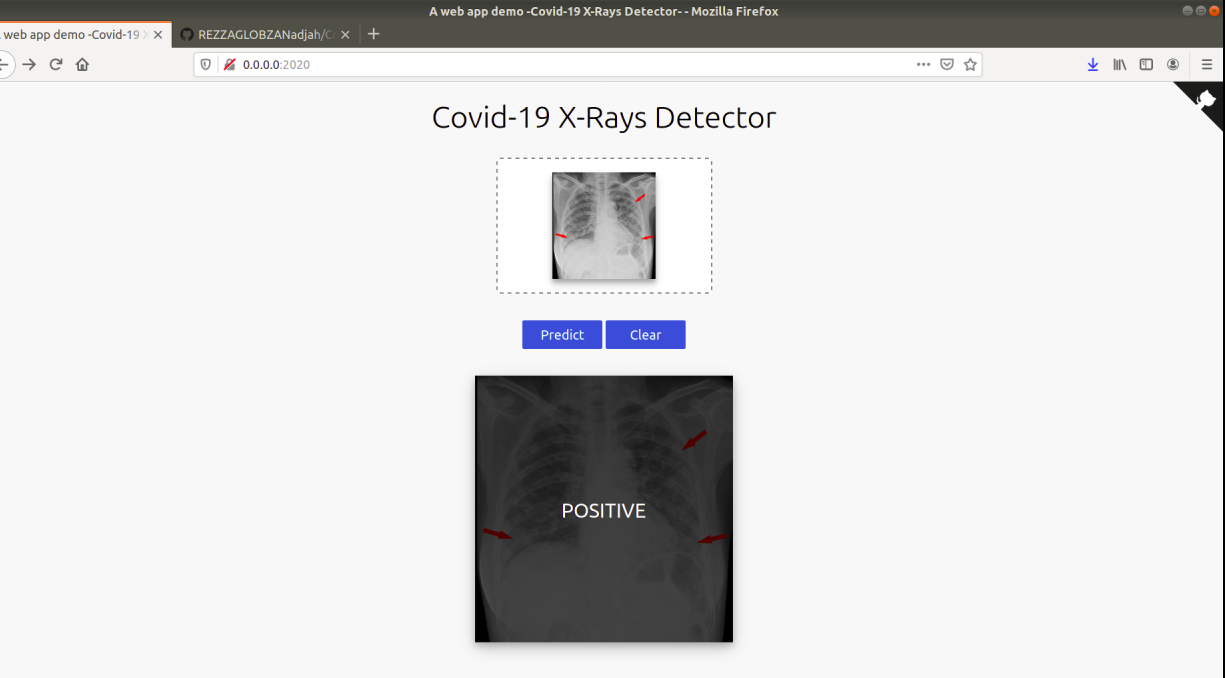 A web app demo -Covid-19 X-Rays Detector- - Mozilla Firefox
web app demo -Covid-19
REZZAGLOBZANadjah/
0.0.0.0:2020
Covid-19 X-Rays Detector
Predict Clear
POSITIVE